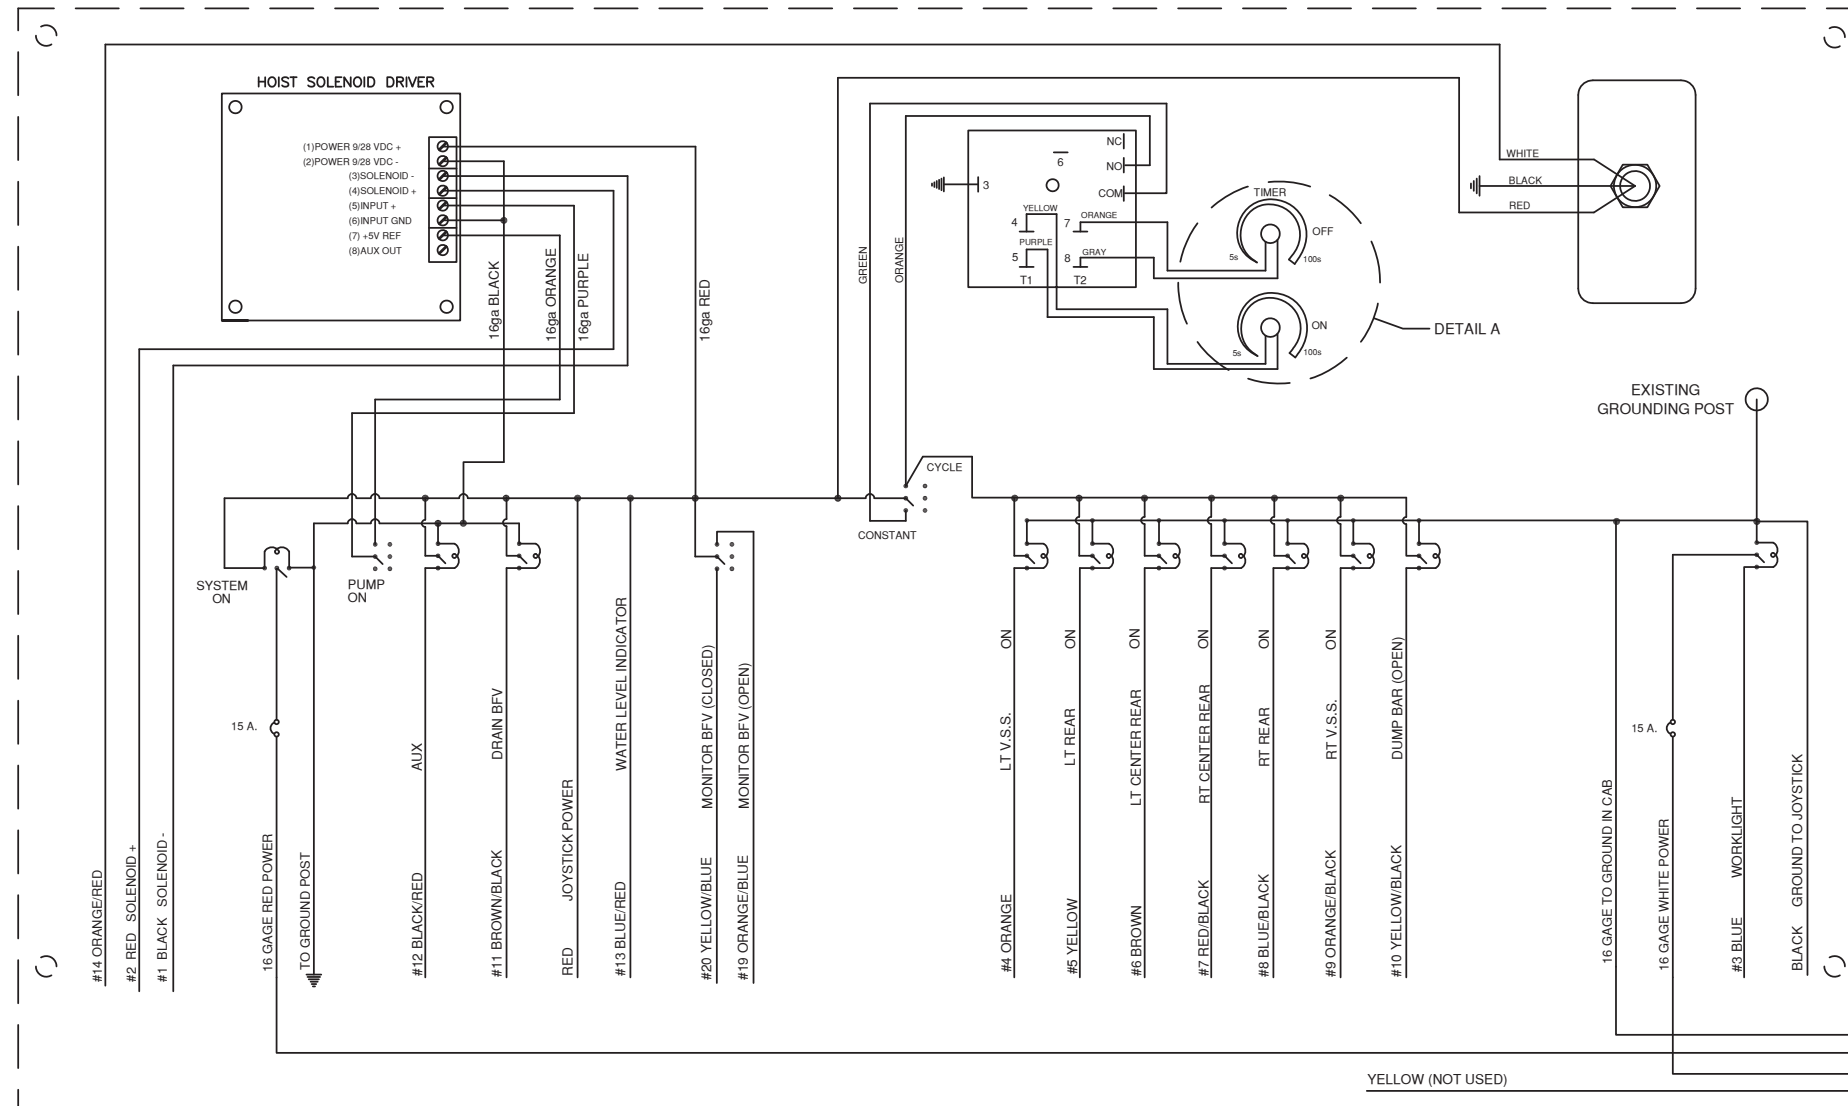 HOIST SOLENOID DRIVER
(1)POWER 9/28 VDC +
(2)POWER 9/28 VDC -
(3)SOLENOID -
(4)SOLENOID +
(5)INPUT +
(6)INPUT GND
(7) +5V REF
(8)AUX OUT
16ga BLACK
16ga ORANGE
16ga PURPLE
16ga RED
GREEN
ORANGE
NC
6
NO
3
COM
YELLOW
4
7
ORANGE
PURPLE
5
8
GRAY
T1
T2
TIMER
OFF
5s
100s
ON
5s
100s
DETAIL A
WHITE
BLACK
RED
EXISTING
GROUNDING POST
CYCLE
CONSTANT
SYSTEM
ON
PUMP
ON
15 A.
15 A.
#14 ORANGE/RED
#2 RED SOLENOID +
#1 BLACK SOLENOID -
16 GAGE RED POWER
TO GROUND POST
#12 BLACK/RED AUX
#11 BROWN/BLACK DRAIN BFV
RED JOYSTICK POWER
#13 BLUE/RED WATER LEVEL INDICATOR
#20 YELLOW/BLUE MONITOR BFV (CLOSED)
#19 ORANGE/BLUE MONITOR BFV (OPEN)
#4 ORANGE LT V.S.S. ON
#5 YELLOW LT REAR ON
#6 BROWN LT CENTER REAR ON
#7 RED/BLACK RT CENTER REAR ON
#8 BLUE/BLACK RT REAR ON
#9 ORANGE/BLACK RT V.S.S. ON
#10 YELLOW/BLACK DUMP BAR (OPEN)
16 GAGE TO GROUND IN CAB
16 GAGE WHITE POWER
#3 BLUE WORKLIGHT
BLACK GROUND TO JOYSTICK
YELLOW (NOT USED)